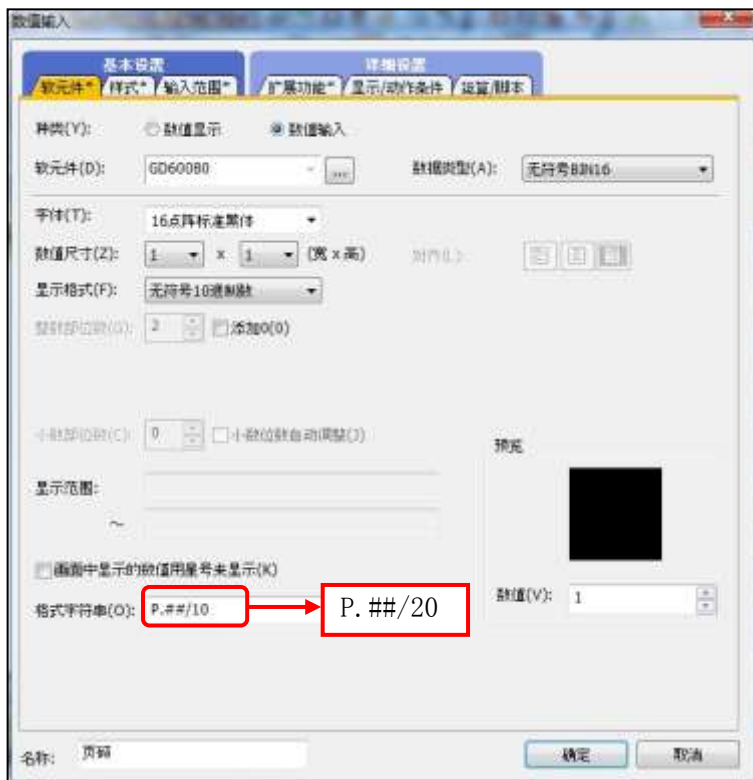 数值输入
基本设置 详细设置
软元件* 样式* 输入范围* 扩展功能* 显示/动作条件 运算/脚本
种类(Y): 数值显示 数值输入
软元件(D): GD60080 ... 数据类型(A): 无符号BIN16
字体(T): 16点阵标准黑体
数值尺寸(Z): 1 x 1 (宽 x 高) 对齐(L):
显示格式(F): 无符号10进制数
整数部位数(G): 2 添加0(0)
小数部位数(C): 0 小数位数自动调整(J)
预览
显示范围:
～
画面中显示的数值用星号来显示(K)
格式字符串(O): P.##/10 P.##/20 数值(V): 1
名称: 页码 确定 取消